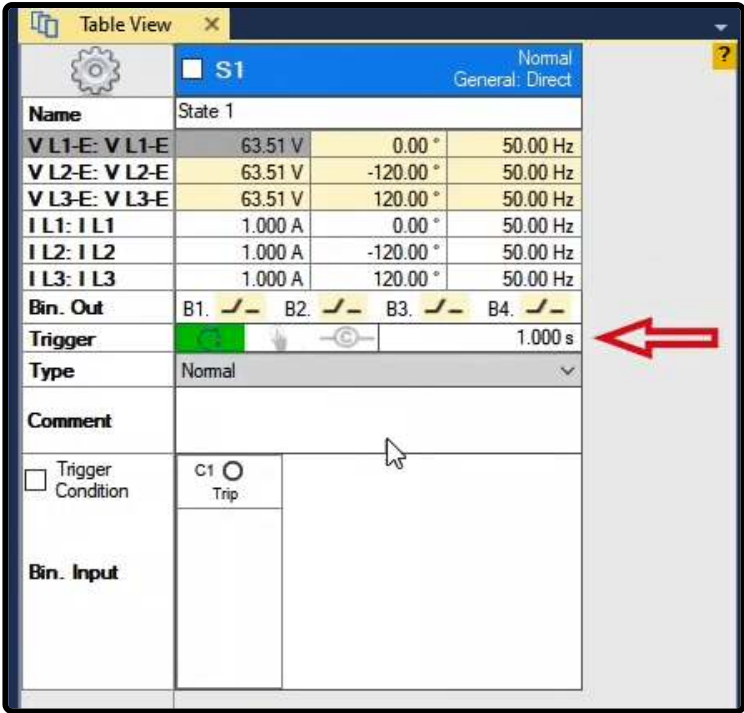 Table View
?
S1 Normal
General: Direct
Name State 1
V L1-E: V L1-E 63.51 V 0.00 ° 50.00 Hz
V L2-E: V L2-E 63.51 V -120.00 ° 50.00 Hz
V L3-E: V L3-E 63.51 V 120.00 ° 50.00 Hz
I L1: I L1 1.000 A 0.00 ° 50.00 Hz
I L2: I L2 1.000 A -120.00 ° 50.00 Hz
I L3: I L3 1.000 A 120.00 ° 50.00 Hz
Bin. Out B1. B2. B3. B4.
Trigger C 1.000 s
Type Normal
Comment
Trigger Condition C1 Trip
Bin. Input